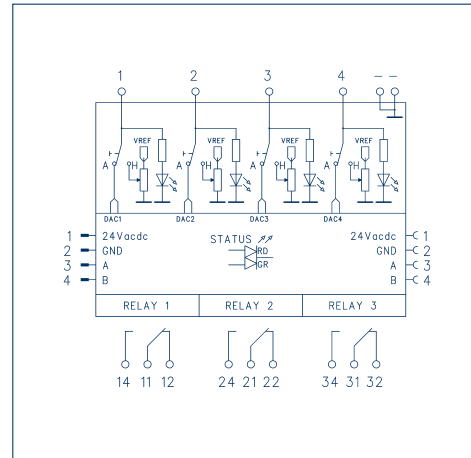 1 2 3 4 - -
VREF VREF VREF VREF
A H A H A H A H
DAC1 DAC2 DAC3 DAC4
1 24Vacdc STATUS 24Vacdc 1
2 GND RD GND 2
3 A GR A 3
4 B B 4
RELAY 1 RELAY 2 RELAY 3
14 11 12 24 21 22 34 31 32